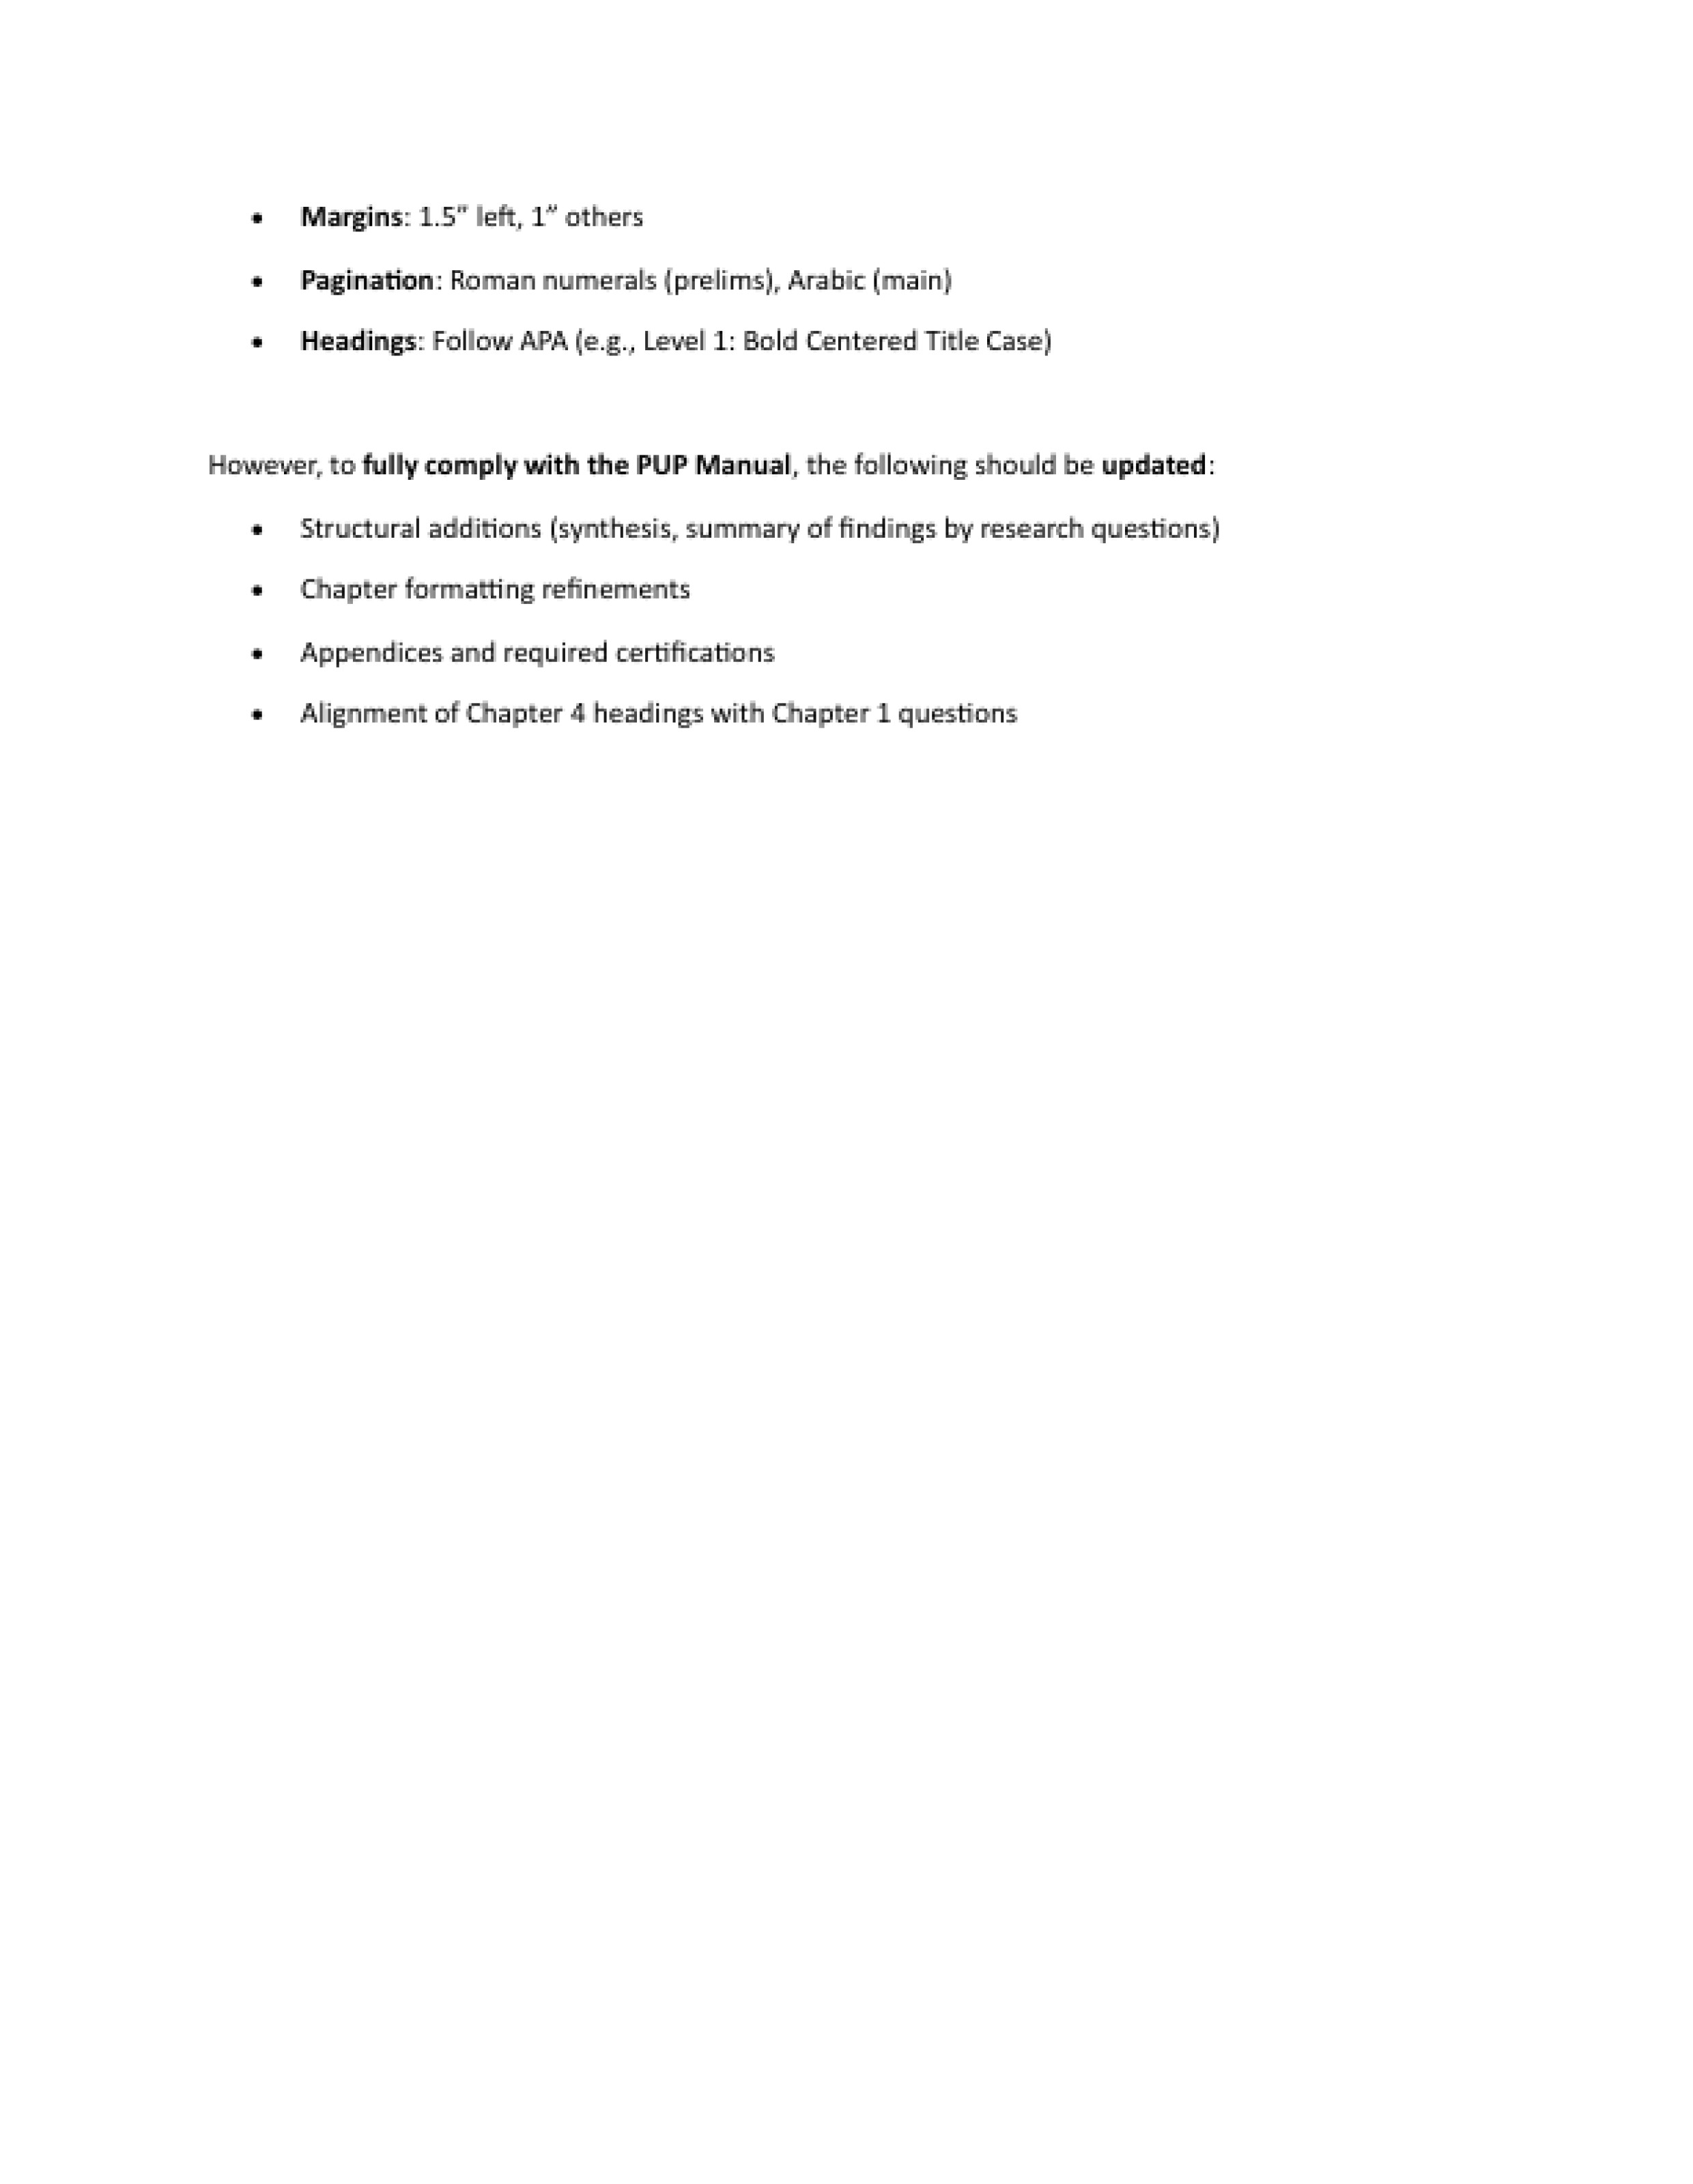 • Margins: 1.5” left, 1” others
• Pagination: Roman numerals (prelims), Arabic (main)
• Headings: Follow APA (e.g., Level 1: Bold Centered Title Case)
However, to fully comply with the PUP Manual, the following should be updated:
• Structural additions (synthesis, summary of findings by research questions)
• Chapter formatting refinements
• Appendices and required certifications
• Alignment of Chapter 4 headings with Chapter 1 questions